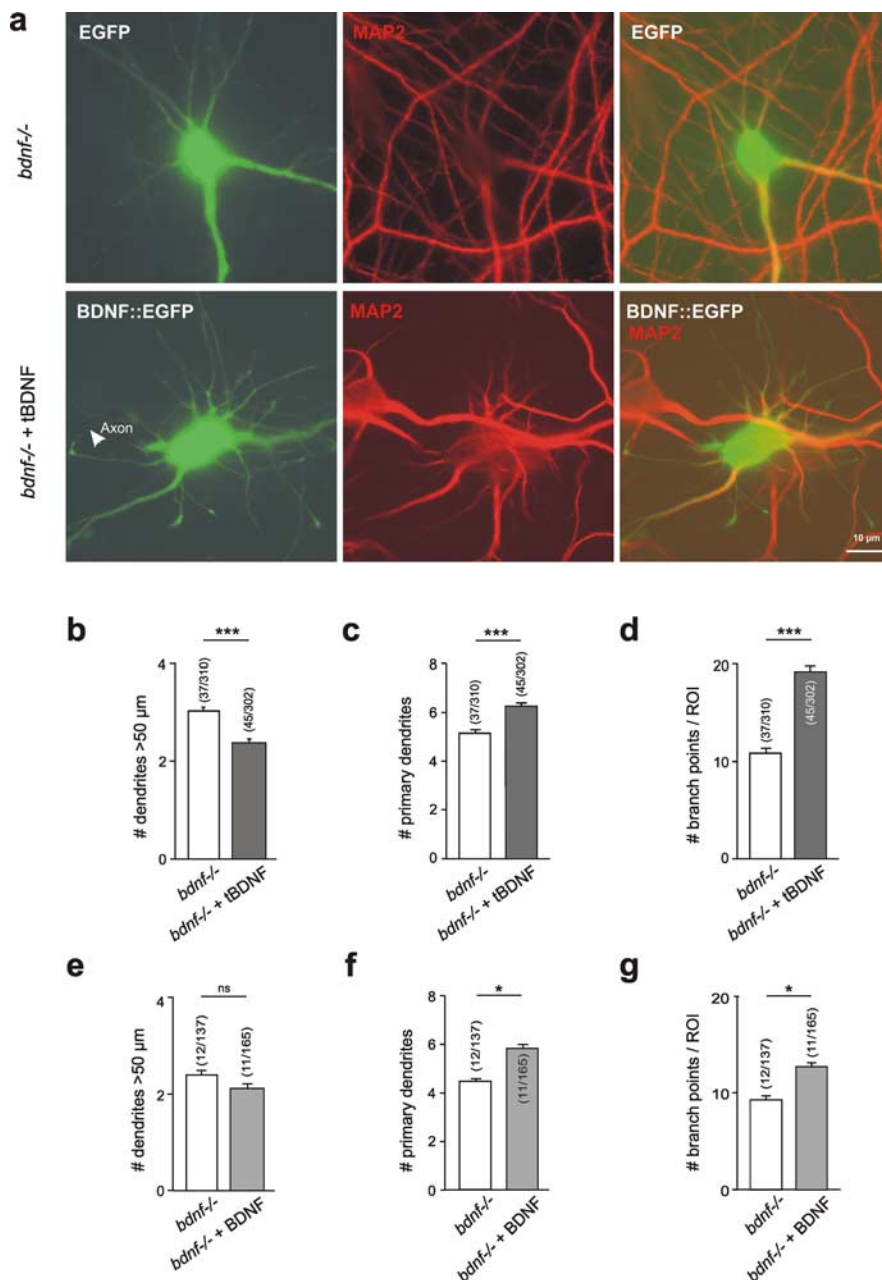 a
EGFP
MAP2
EGFP
bdnf-/-
BDNF::EGFP
MAP2
BDNF::EGFP
MAP2
Axon
bdnf-/- + tBDNF
10 µm
b
***
# dendrites >50 µm
4
2
0
(37/310)
(45/302)
bdnf-/-
bdnf-/- + tBDNF
c
***
# primary dendrites
8
6
4
2
0
(37/310)
(45/302)
bdnf-/-
bdnf-/- + tBDNF
d
***
# branch points / ROI
20
10
0
(37/310)
(45/302)
bdnf-/-
bdnf-/- + tBDNF
e
ns
# dendrites >50 µm
4
2
0
(12/137)
(11/165)
bdnf-/-
bdnf-/- + BDNF
f
*
# primary dendrites
8
6
4
2
0
(12/137)
(11/165)
bdnf-/-
bdnf-/- + BDNF
g
*
# branch points / ROI
20
10
0
(12/137)
(11/165)
bdnf-/-
bdnf-/- + BDNF